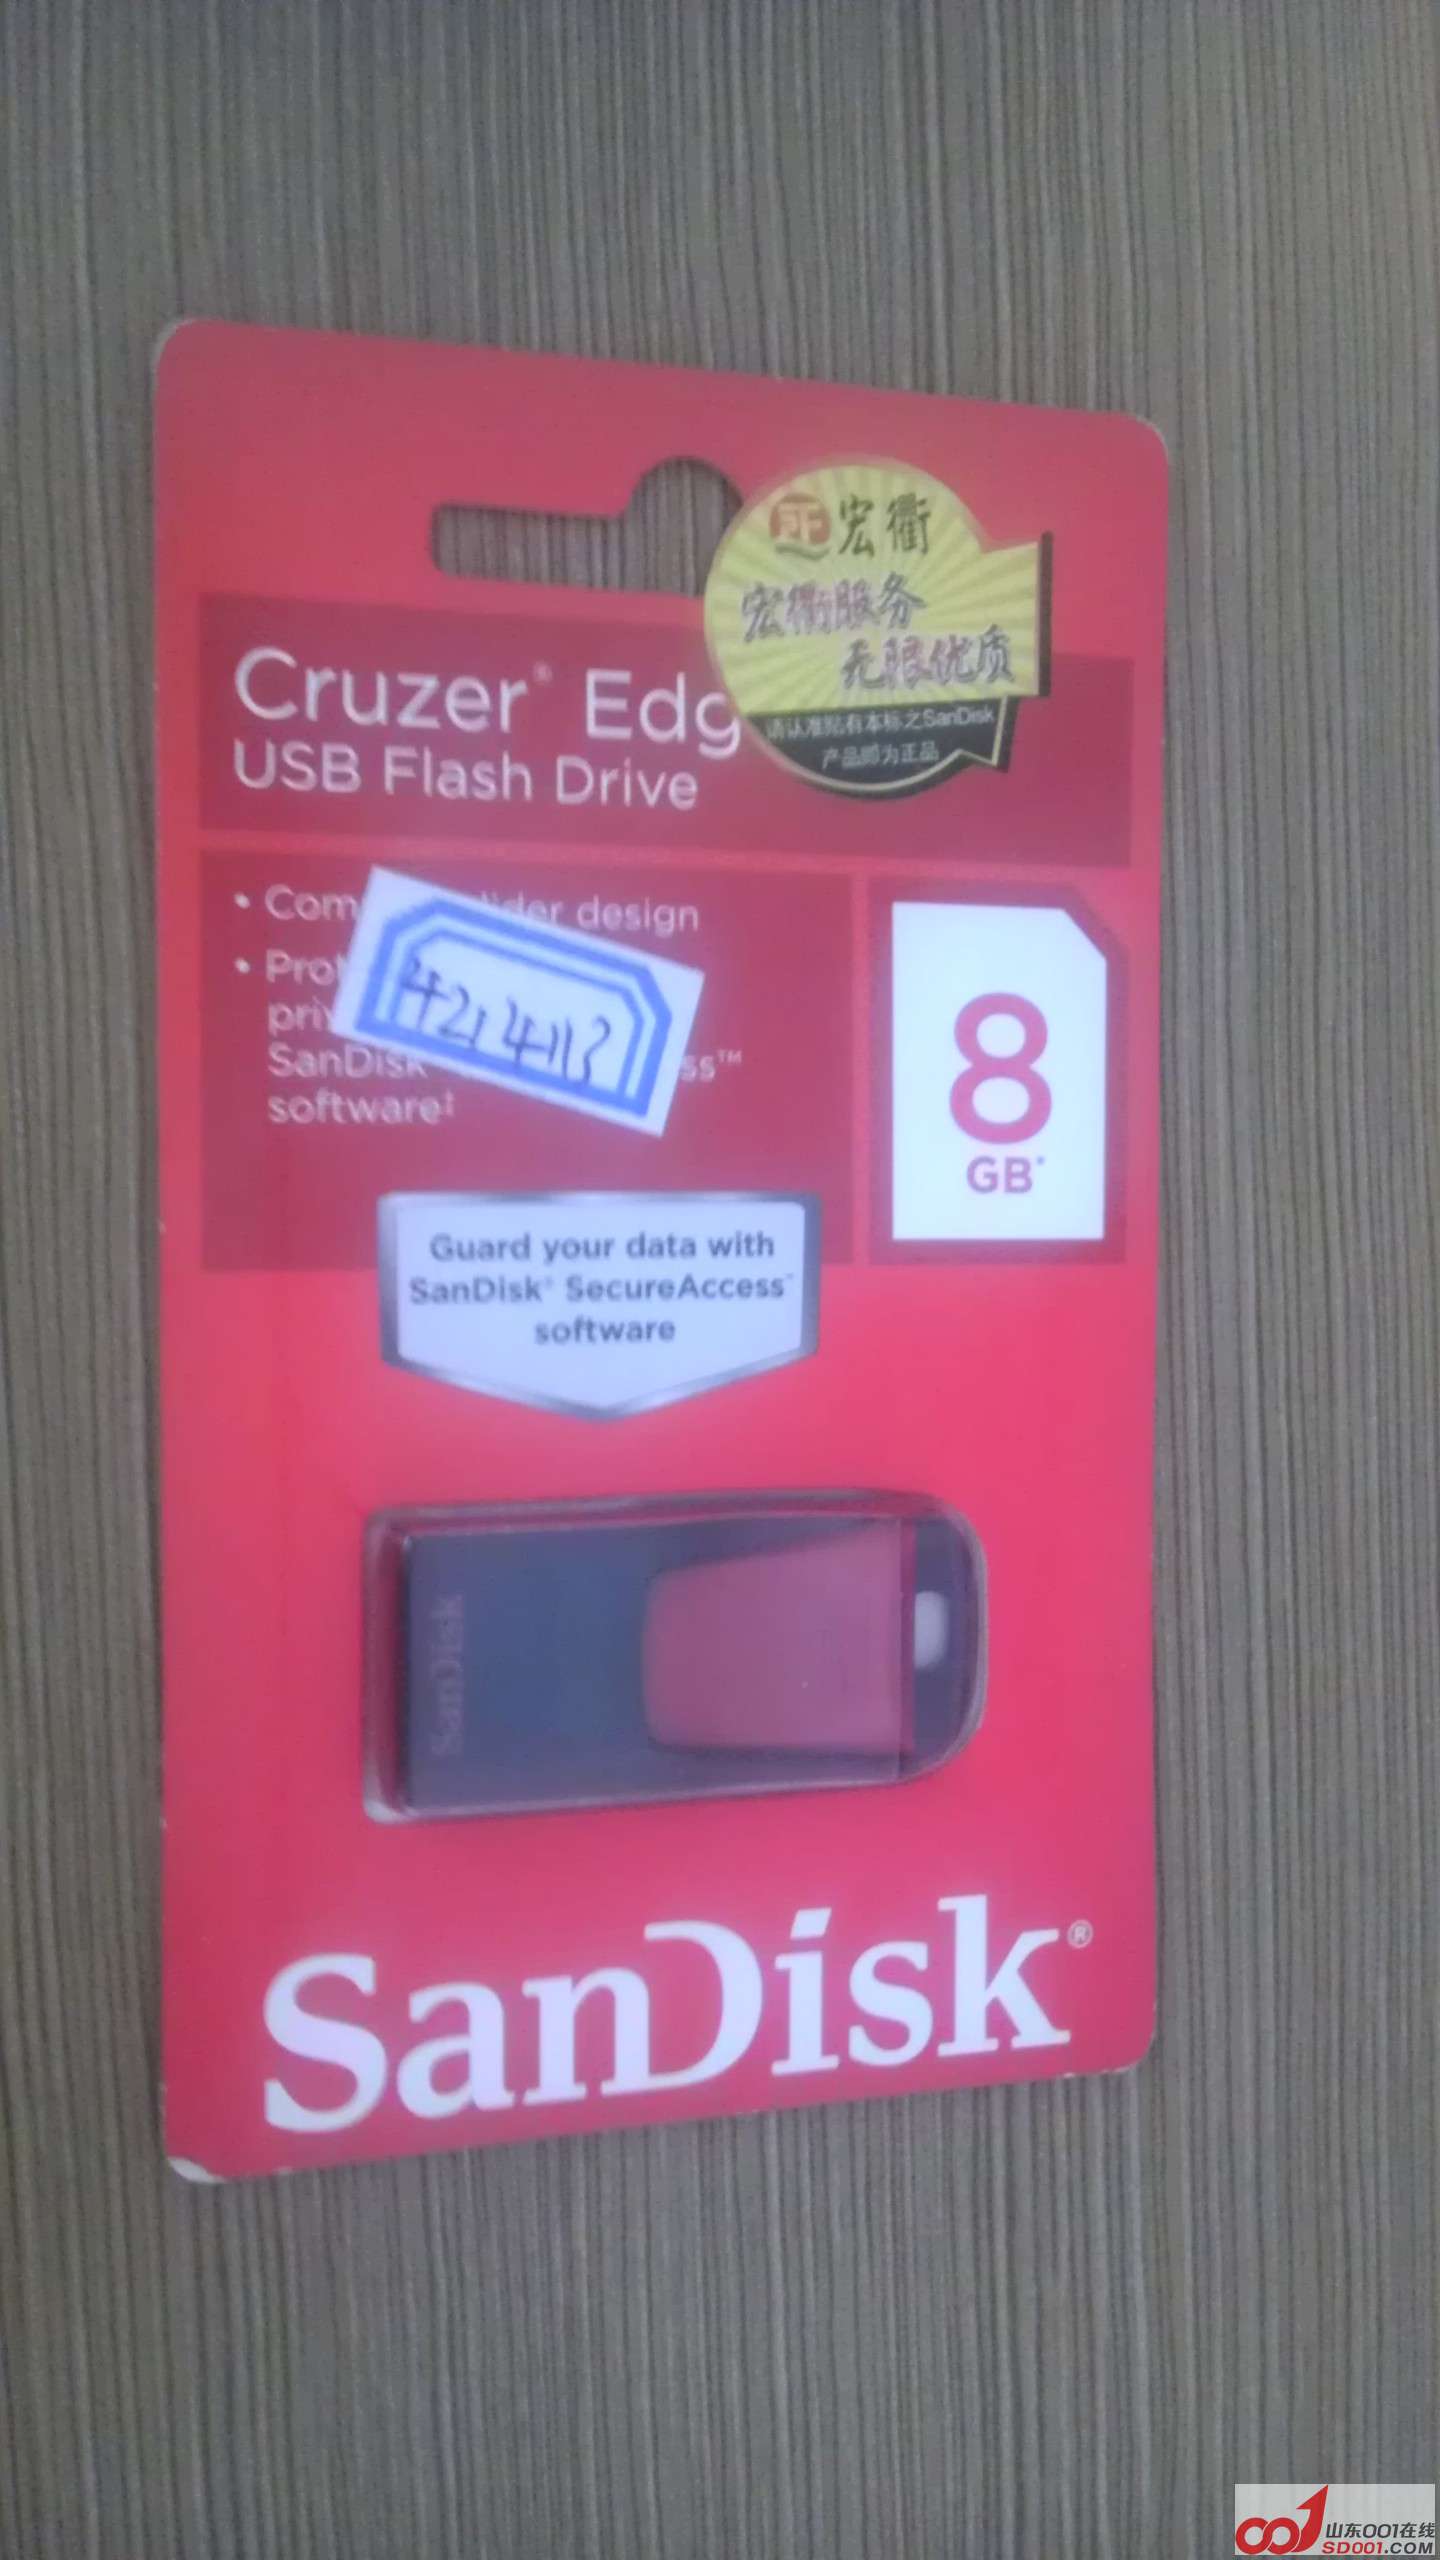 宏衢
宏衢服务
无限优质
请认准贴有本标之SanDisk
产品即为正品
Cruzer® Edg
USB Flash Drive
• Com lider design
• Prot
priv
SanDisk ss™
software‡
8
GB*
Guard your data with
SanDisk® SecureAccess™
software
SanDisk
SanDisk®
山东001在线
SD001.COM